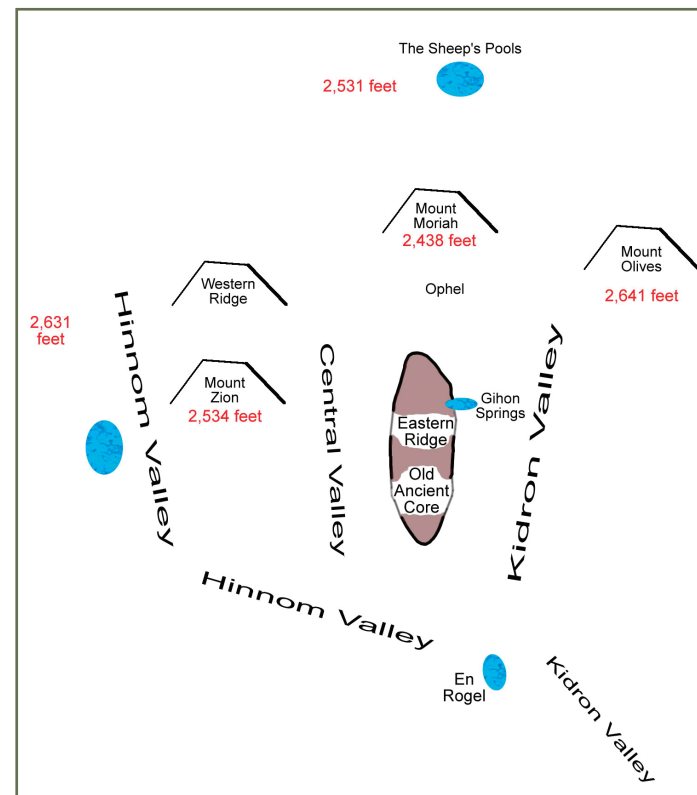 The Sheep's Pools
2,531 feet
Mount
Moriah
2,438 feet
Mount
Olives
2,641 feet
Western
Ridge
Ophel
2,631
feet
Hinnom Valley
Mount
Zion
2,534 feet
Central Valley
Gihon
Springs
Eastern
Ridge
Old
Ancient
Core
Kidron Valley
Hinnom Valley
En
Rogel
Kidron Valley